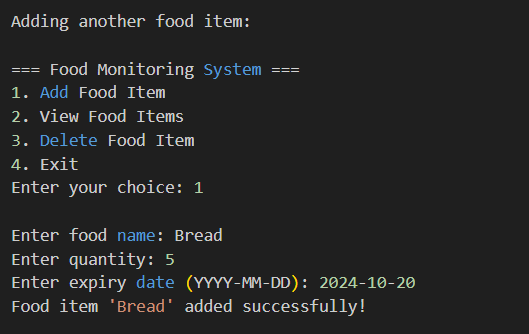 Adding another food item:
=== Food Monitoring System ===
1. Add Food Item
2. View Food Items
3. Delete Food Item
4. Exit
Enter your choice: 1
Enter food name: Bread
Enter quantity: 5
Enter expiry date (YYYY-MM-DD): 2024-10-20
Food item 'Bread' added successfully!